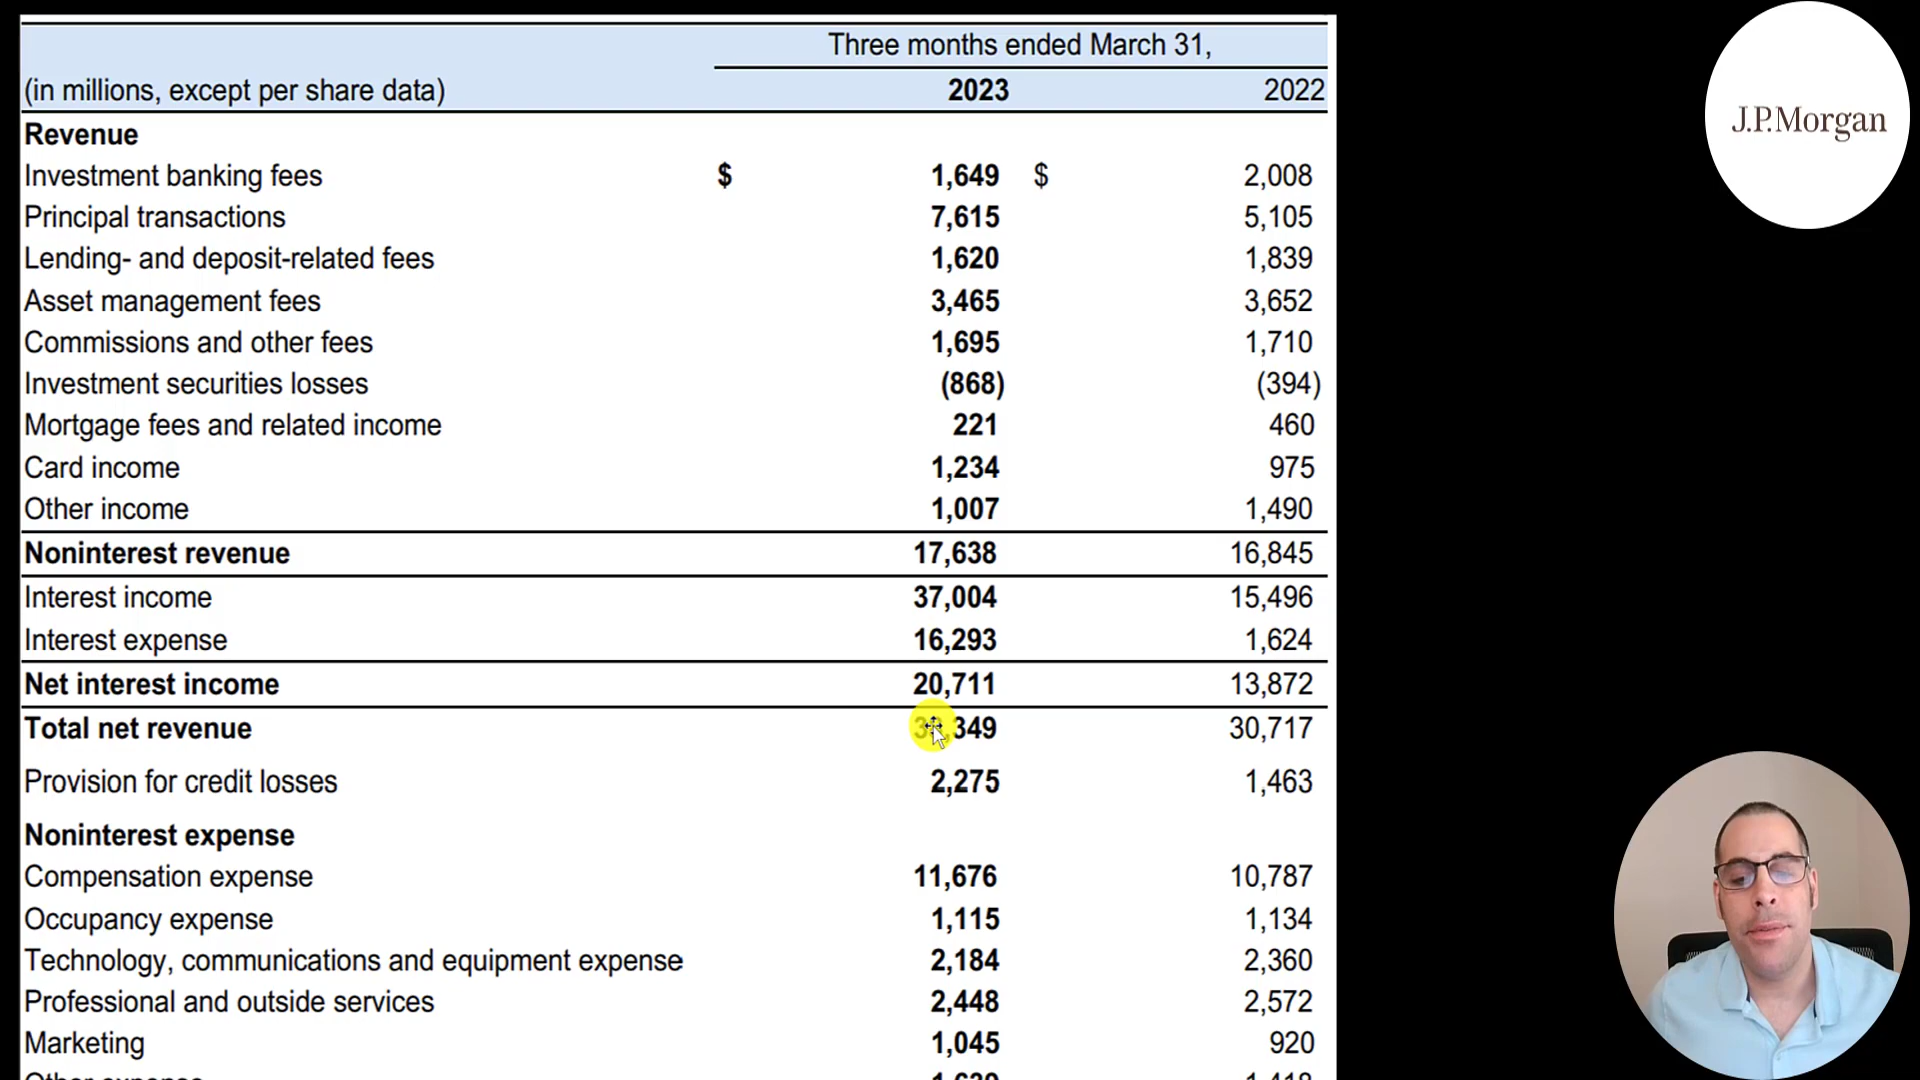 Three months ended March 31,
(in millions, except per share data) 2023 2022
Revenue
Investment banking fees $ 1,649 $ 2,008
Principal transactions 7,615 5,105
Lending- and deposit-related fees 1,620 1,839
Asset management fees 3,465 3,652
Commissions and other fees 1,695 1,710
Investment securities losses (868) (394)
Mortgage fees and related income 221 460
Card income 1,234 975
Other income 1,007 1,490
Noninterest revenue 17,638 16,845
Interest income 37,004 15,496
Interest expense 16,293 1,624
Net interest income 20,711 13,872
Total net revenue 38,349 30,717
Provision for credit losses 2,275 1,463
Noninterest expense
Compensation expense 11,676 10,787
Occupancy expense 1,115 1,134
Technology, communications and equipment expense 2,184 2,360
Professional and outside services 2,448 2,572
Marketing 1,045 920
J.P.Morgan